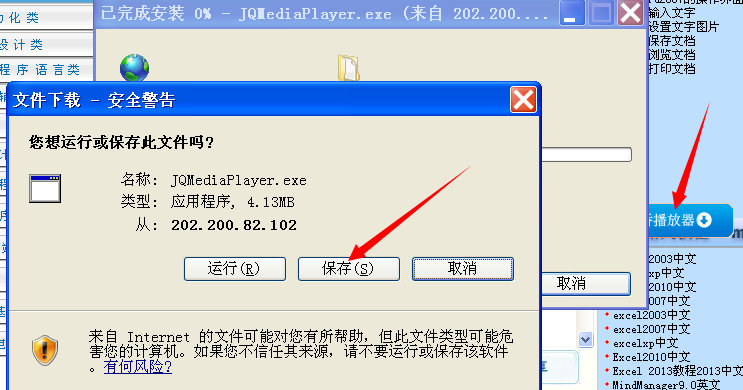 力化类
设计类
程序语言类
已完成安装 0% - JQMediaPlayer.exe (来自 202.200....
输入文字
设置文字图片
保存文档
浏览文档
打印文档
文件下载 - 安全警告
您想运行或保存此文件吗?
名称: JQMediaPlayer.exe
类型: 应用程序, 4.13MB
从: 202.200.82.102
运行(R)
保存(S)
取消
取消
播放器
来自 Internet 的文件可能对您有所帮助，但此文件类型可能危
害您的计算机。如果您不信任其来源，请不要运行或保存该软件
。有何风险?
2003中文
xp中文
2010中文
2007中文
excel2003中文
excel2007中文
excelxp中文
Excel2010中文
Excel 2013教程2013中文
MindManager9.0英文